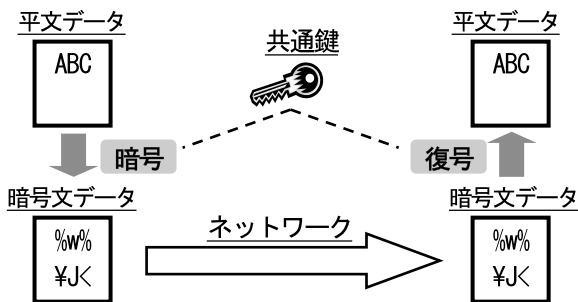 平文データ
ABC
共通鍵
平文データ
ABC
暗号
復号
暗号文データ
%w%
¥J<
ネットワーク
暗号文データ
%w%
¥J<